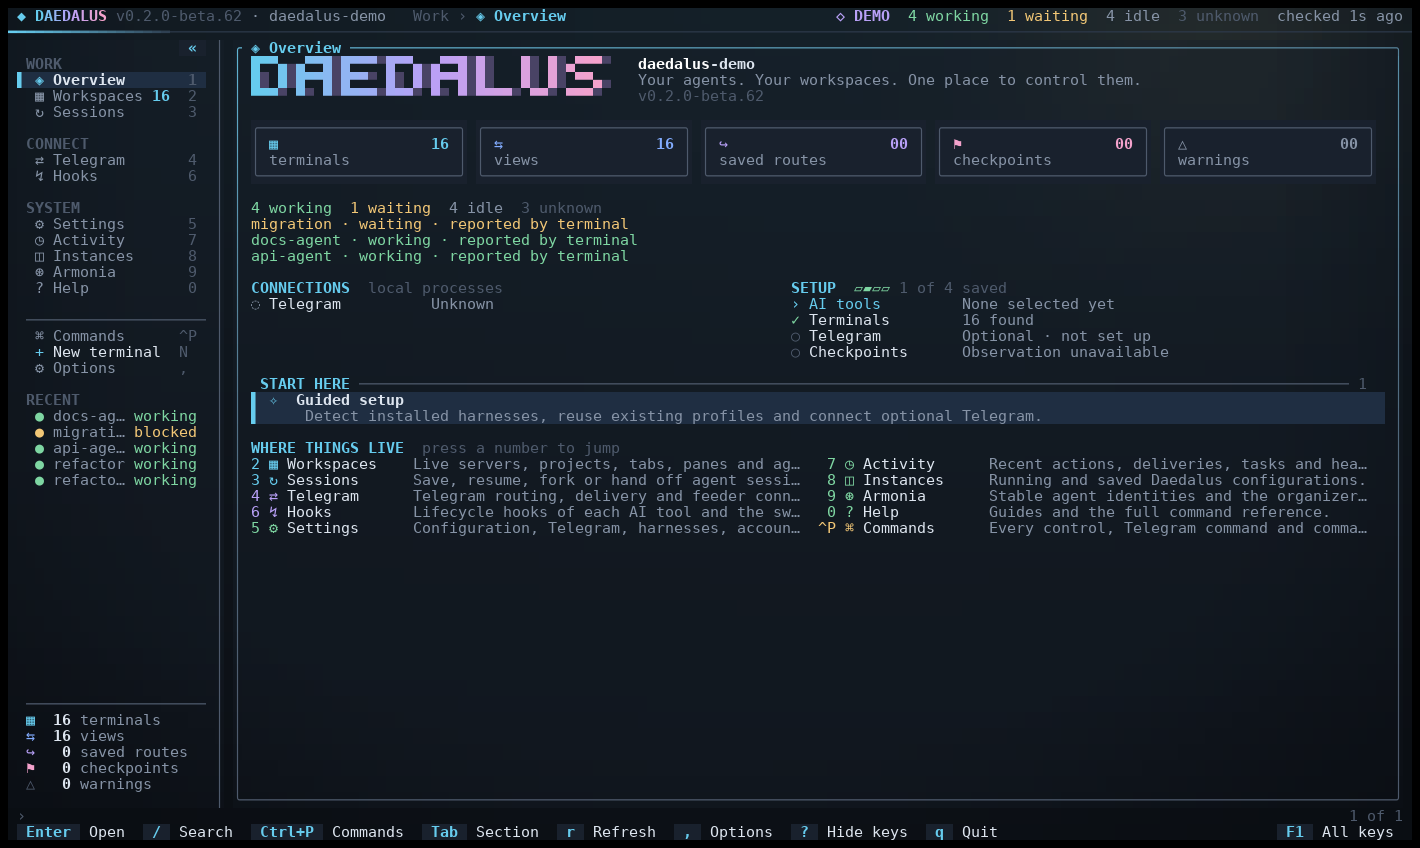 ◆ DAEDALUS v0.2.0-beta.62 · daedalus-demo Work › ◈ Overview ◇ DEMO 4 working 1 waiting 4 idle 3 unknown checked 1s ago
«
WORK
◈ Overview 1
▦ Workspaces 16 2
↻ Sessions 3
CONNECT
⇄ Telegram 4
↯ Hooks 6
SYSTEM
⚙ Settings 5
◷ Activity 7
◫ Instances 8
⊛ Armonia 9
? Help 0
⌘ Commands ^P
+ New terminal N
⚙ Options ,
RECENT
● docs-ag… working
● migrati… blocked
● api-age… working
● refactor working
● refacto… working
▦ 16 terminals
⇆ 16 views
↪ 0 saved routes
⚑ 0 checkpoints
△ 0 warnings
◈ Overview
DAEDALUS
daedalus-demo
Your agents. Your workspaces. One place to control them.
v0.2.0-beta.62
▦ 16 ⇆ 16 ↪ 00 ⚑ 00 △ 00
terminals views saved routes checkpoints warnings
4 working 1 waiting 4 idle 3 unknown
migration · waiting · reported by terminal
docs-agent · working · reported by terminal
api-agent · working · reported by terminal
CONNECTIONS local processes
◌ Telegram Unknown
SETUP ▱▰▱▱ 1 of 4 saved
› AI tools None selected yet
✓ Terminals 16 found
○ Telegram Optional · not set up
○ Checkpoints Observation unavailable
START HERE 1
✧ Guided setup
Detect installed harnesses, reuse existing profiles and connect optional Telegram.
WHERE THINGS LIVE press a number to jump
2 ▦ Workspaces Live servers, projects, tabs, panes and ag… 7 ◷ Activity Recent actions, deliveries, tasks and hea…
3 ↻ Sessions Save, resume, fork or hand off agent sessi… 8 ◫ Instances Running and saved Daedalus configurations.
4 ⇄ Telegram Telegram routing, delivery and feeder conn… 9 ⊛ Armonia Stable agent identities and the organizer…
6 ↯ Hooks Lifecycle hooks of each AI tool and the sw… 0 ? Help Guides and the full command reference.
5 ⚙ Settings Configuration, Telegram, harnesses, accoun… ^P ⌘ Commands Every control, Telegram command and comma…
› 1 of 1
Enter Open / Search Ctrl+P Commands Tab Section r Refresh , Options ? Hide keys q Quit F1 All keys